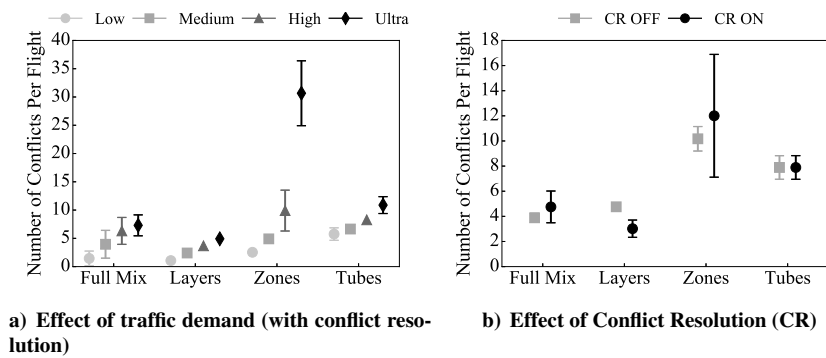 Low Medium High Ultra
Number of Conflicts Per Flight
40
35
30
25
20
15
10
5
0
Full Mix Layers Zones Tubes
a) Effect of traffic demand (with conflict reso-
lution)
CR OFF CR ON
Number of Conflicts Per Flight
18
16
14
12
10
8
6
4
2
0
Full Mix Layers Zones Tubes
b) Effect of Conflict Resolution (CR)